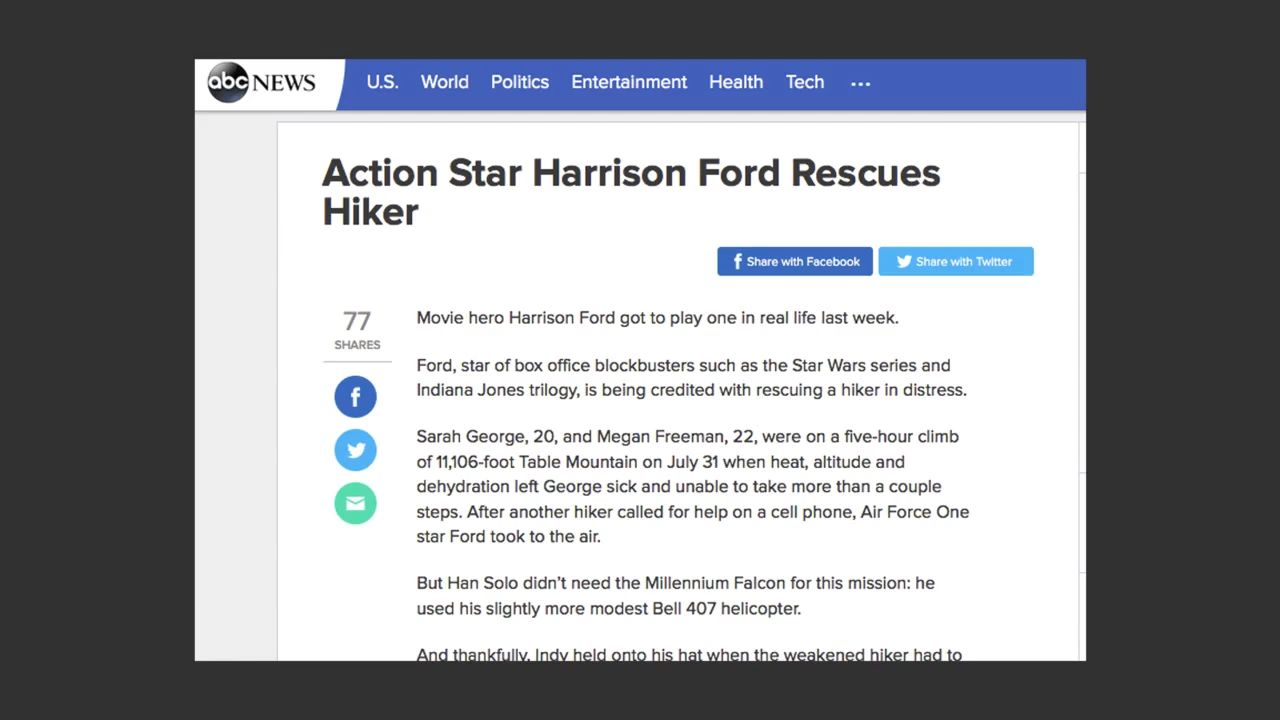 abc NEWS U.S. World Politics Entertainment Health Tech ...
Action Star Harrison Ford Rescues
Hiker
f Share with Facebook Share with Twitter
77
SHARES
f
Movie hero Harrison Ford got to play one in real life last week.
Ford, star of box office blockbusters such as the Star Wars series and
Indiana Jones trilogy, is being credited with rescuing a hiker in distress.
Sarah George, 20, and Megan Freeman, 22, were on a five-hour climb
of 11,106-foot Table Mountain on July 31 when heat, altitude and
dehydration left George sick and unable to take more than a couple
steps. After another hiker called for help on a cell phone, Air Force One
star Ford took to the air.
But Han Solo didn’t need the Millennium Falcon for this mission: he
used his slightly more modest Bell 407 helicopter.
And thankfully, Indy held onto his hat when the weakened hiker had to